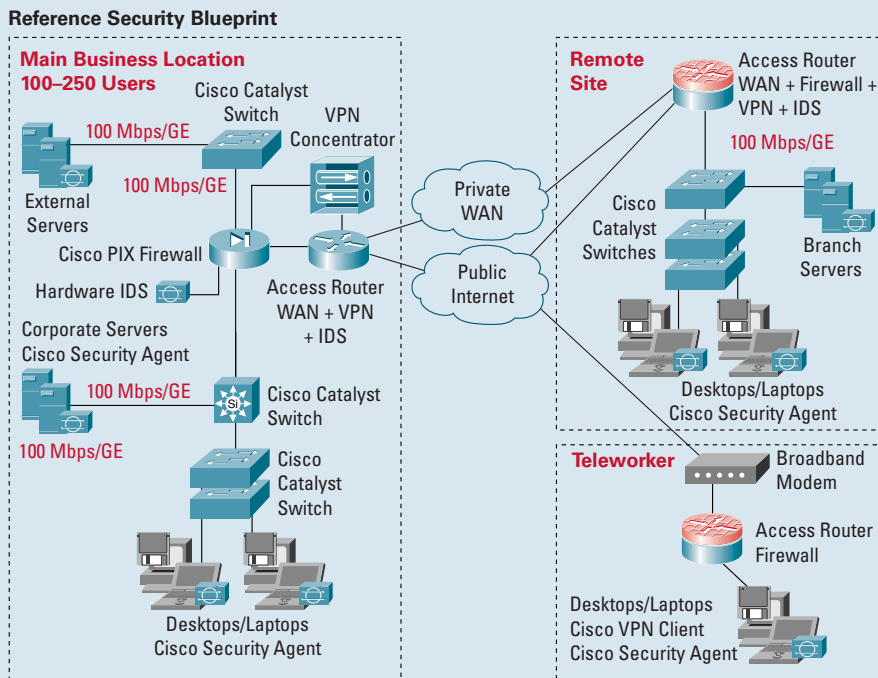 Reference Security Blueprint
Main Business Location
100–250 Users
Cisco Catalyst
Switch
VPN
Concentrator
100 Mbps/GE
100 Mbps/GE
External
Servers
Cisco PIX Firewall
Hardware IDS
Access Router
WAN + VPN
+ IDS
Corporate Servers
Cisco Security Agent
100 Mbps/GE
100 Mbps/GE
Si
Cisco Catalyst
Switch
Cisco
Catalyst
Switch
Desktops/Laptops
Cisco Security Agent
Private
WAN
Public
Internet
Remote
Site
Access Router
WAN + Firewall +
VPN + IDS
100 Mbps/GE
Cisco
Catalyst
Switches
Branch
Servers
Desktops/Laptops
Cisco Security Agent
Teleworker
Broadband
Modem
Access Router
Firewall
Desktops/Laptops
Cisco VPN Client
Cisco Security Agent